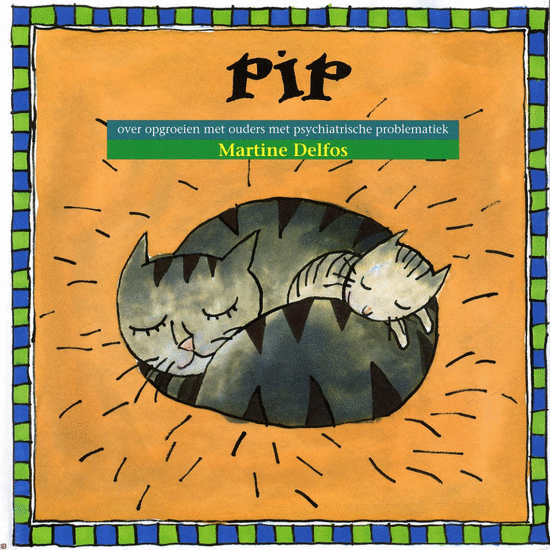 PIP
over opgroeien met ouders met psychiatrische problematiek
Martine Delfos